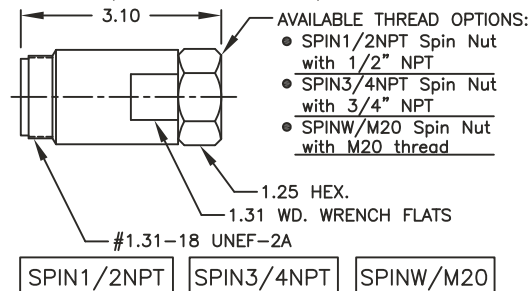 3.10
AVAILABLE THREAD OPTIONS:
● SPIN1/2NPT Spin Nut
with 1/2" NPT
● SPIN3/4NPT Spin Nut
with 3/4" NPT
● SPINW/M20 Spin Nut
with M20 thread
1.25 HEX.
1.31 WD. WRENCH FLATS
#1.31-18 UNEF-2A
SPIN1/2NPT SPIN3/4NPT SPINW/M20